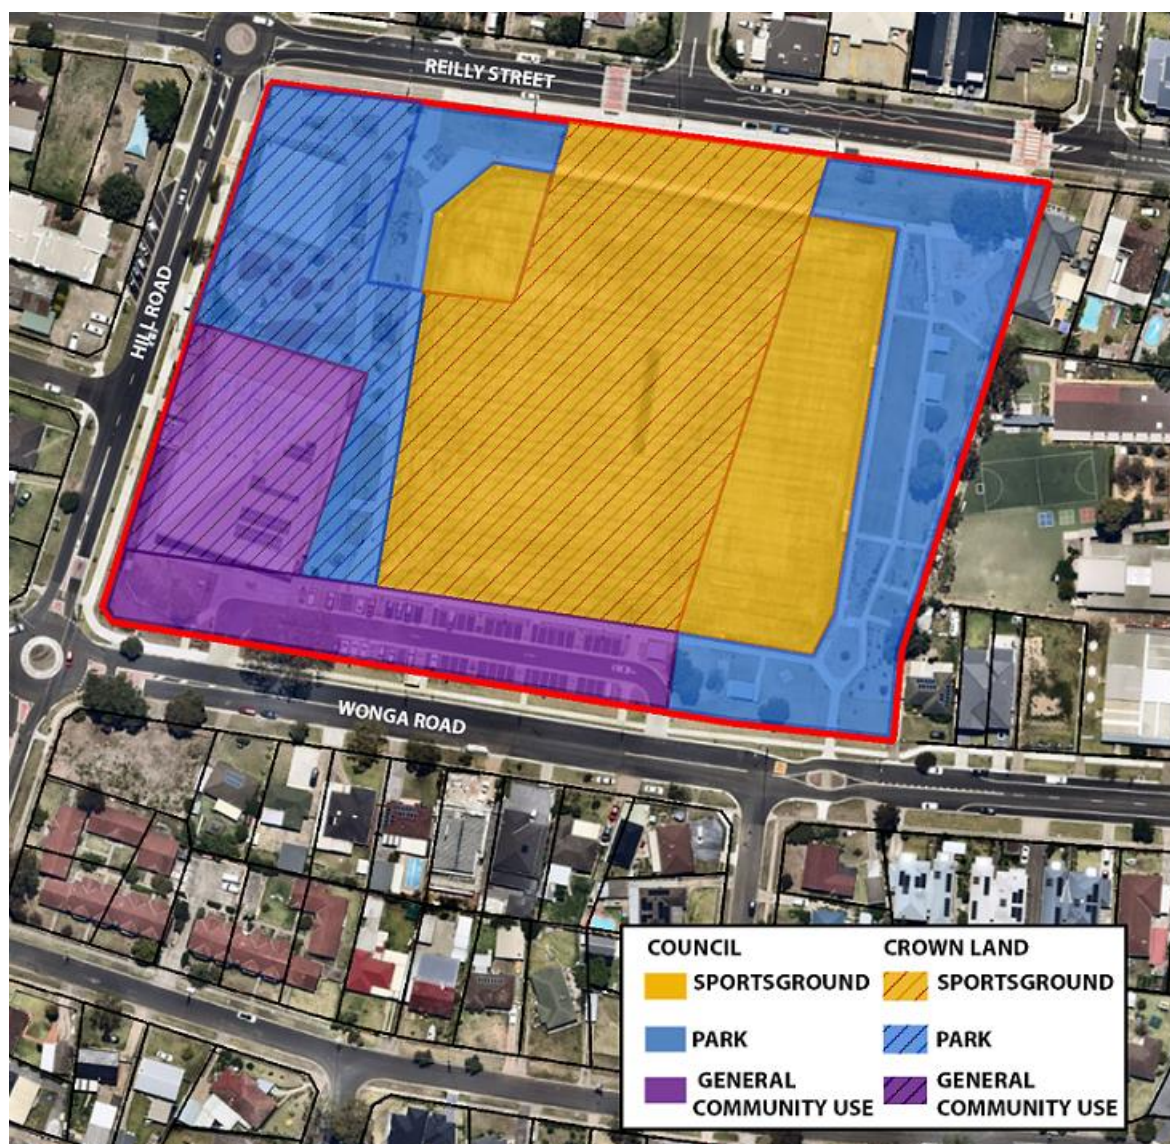 REILLY STREET
HILL ROAD
WONGA ROAD
COUNCIL
CROWN LAND
SPORTSGROUND
SPORTSGROUND
PARK
PARK
GENERAL
COMMUNITY USE
GENERAL
COMMUNITY USE